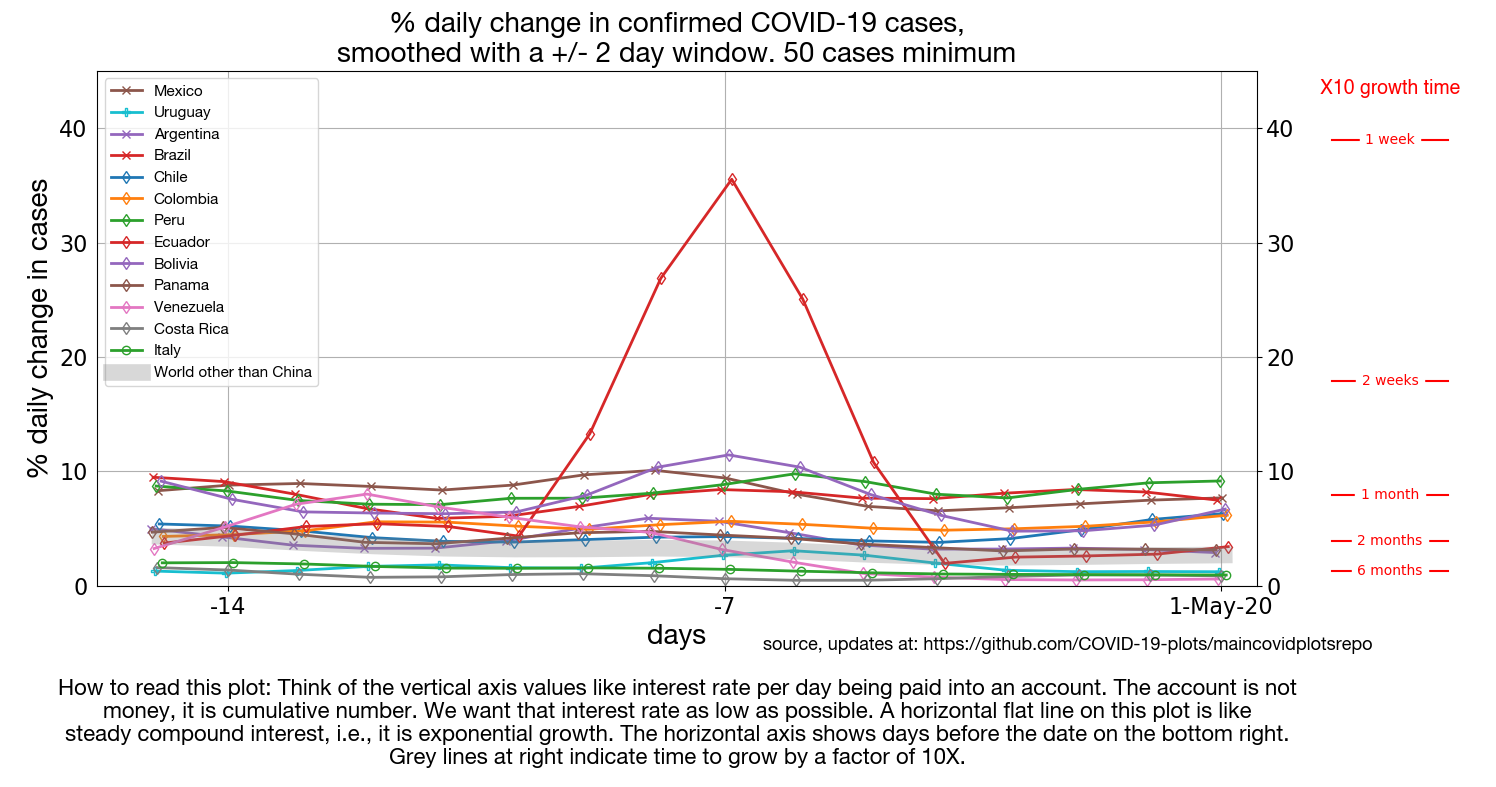 % daily change in confirmed COVID-19 cases,
smoothed with a +/- 2 day window. 50 cases minimum
% daily change in cases
40
30
20
10
0
Mexico
Uruguay
Argentina
Brazil
Chile
Colombia
Peru
Ecuador
Bolivia
Panama
Venezuela
Costa Rica
Italy
World other than China
40
30
20
10
0
X10 growth time
1 week
2 weeks
1 month
2 months
6 months
-14
-7
1-May-20
days
source, updates at: https://github.com/COVID-19-plots/maincovidplotsrepo
How to read this plot: Think of the vertical axis values like interest rate per day being paid into an account. The account is not
money, it is cumulative number. We want that interest rate as low as possible. A horizontal flat line on this plot is like
steady compound interest, i.e., it is exponential growth. The horizontal axis shows days before the date on the bottom right.
Grey lines at right indicate time to grow by a factor of 10X.